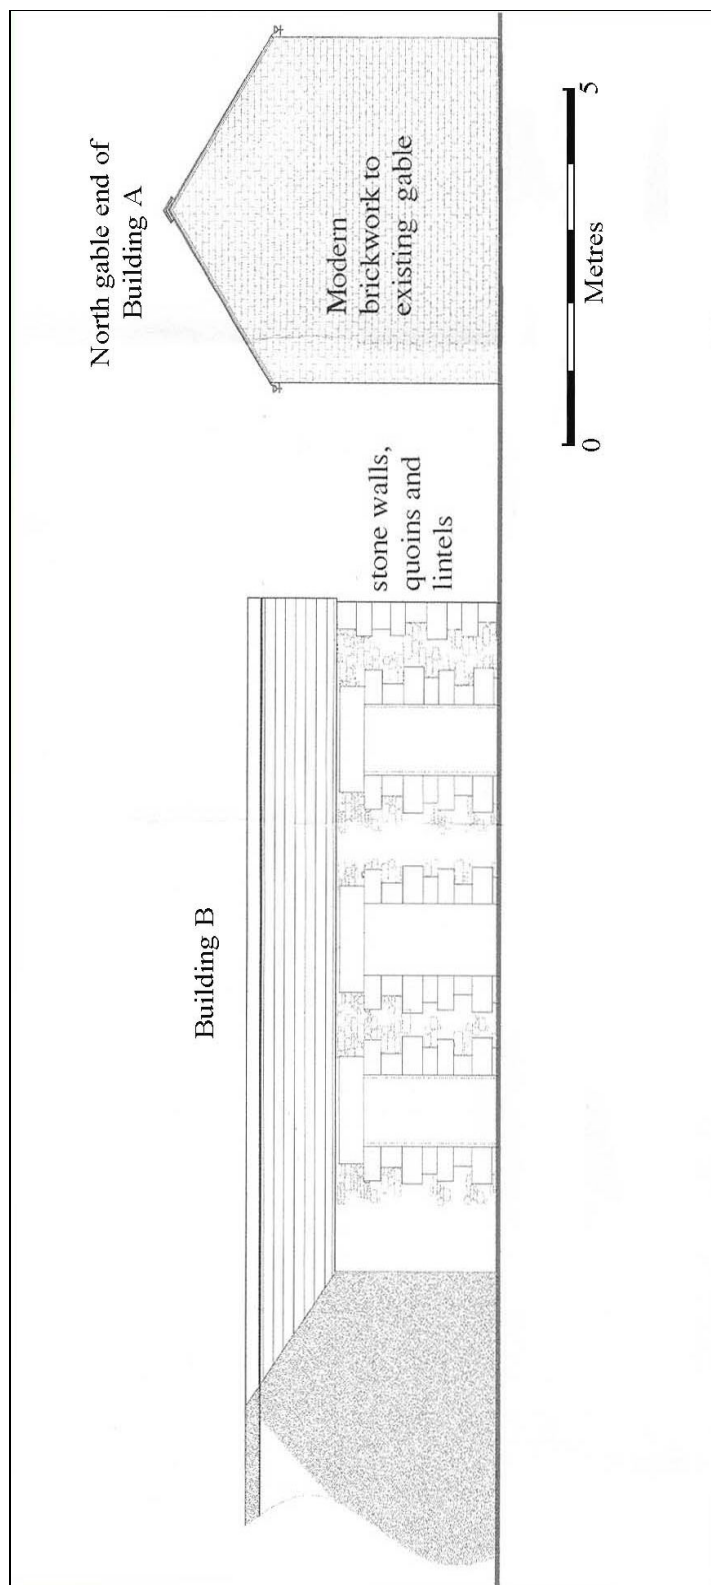 Building B
stone walls,
quoins and
lintels
North gable end of
Building A
Modern
brickwork to
existing gable
0
5
Metres